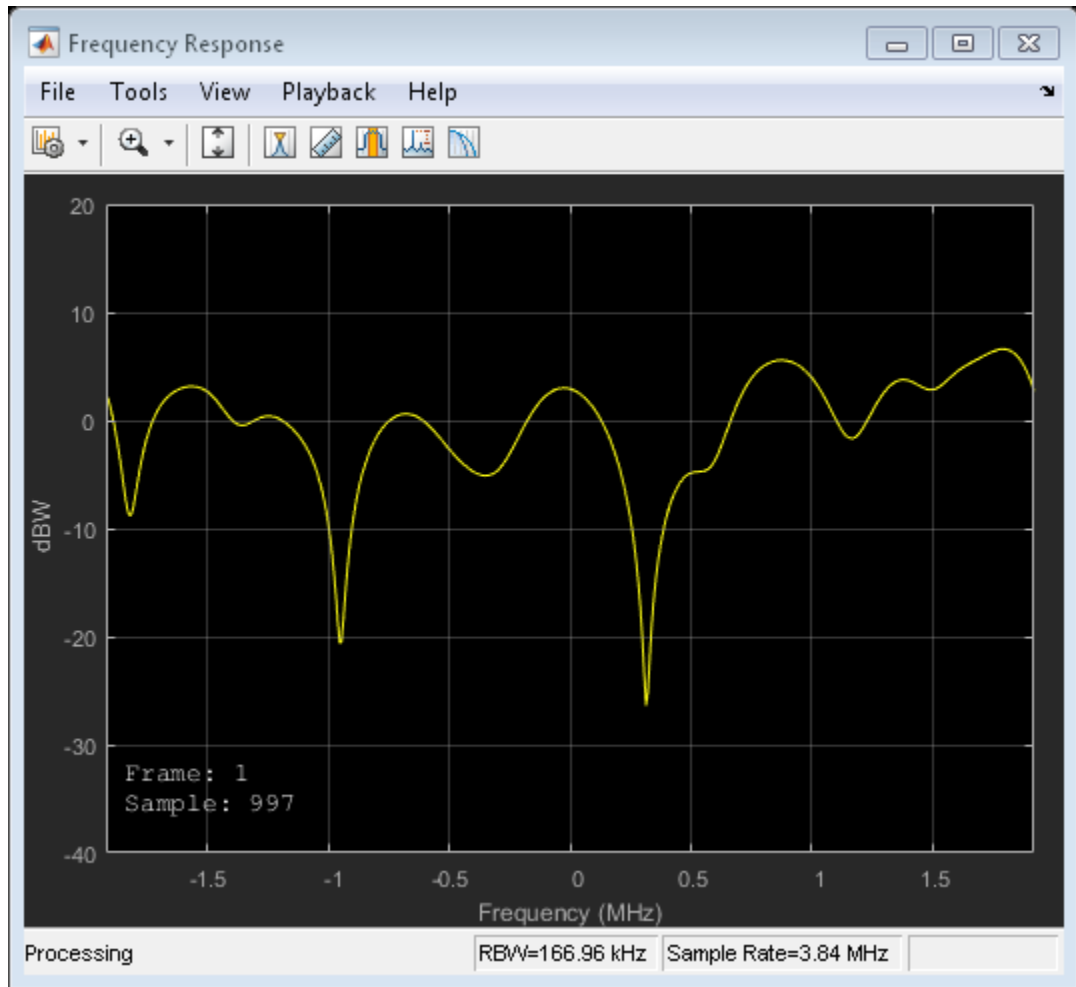 Frequency Response
File Tools View Playback Help
20
10
0
-10
-20
-30
-40
dBW
Frame: 1
Sample: 997
-1.5 -1 -0.5 0 0.5 1 1.5
Frequency (MHz)
Processing RBW=166.96 kHz Sample Rate=3.84 MHz